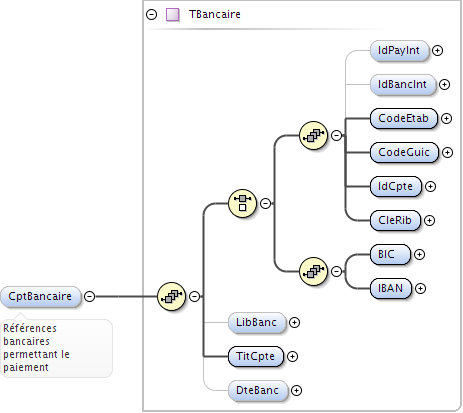 TBancaire
IdPayInt
IdBancInt
CodeEtab
CodeGuic
IdCpte
CleRib
BIC
IBAN
CptBancaire
Références
bancaires
permettant le
paiement
LibBanc
TitCpte
DteBanc